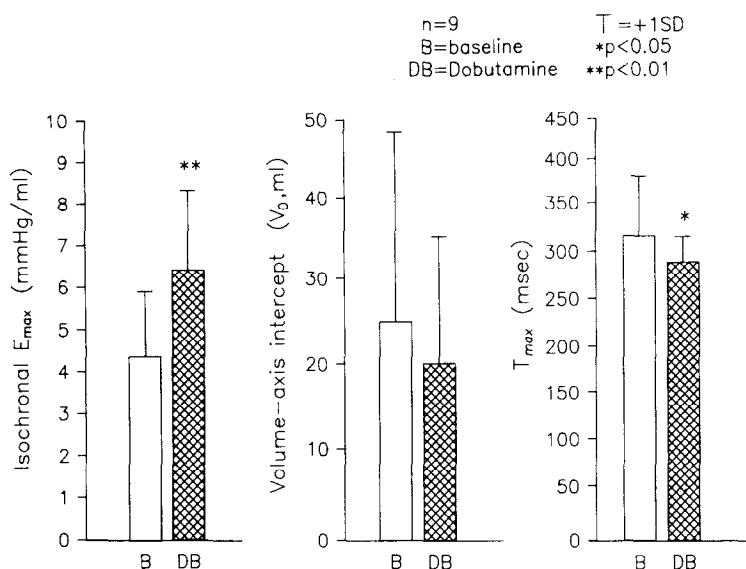 n=9
T =+1SD
B=baseline
*p<0.05
DB=Dobutamine
**p<0.01
Isochronal Emax (mmHg/ml)
10
9
8
7
6
5
4
3
2
1
0
**
B DB
Volume-axis intercept (V0,ml)
50
40
30
20
10
0
B DB
Tmax (msec)
450
400
350
300
250
200
150
100
50
0
*
B DB